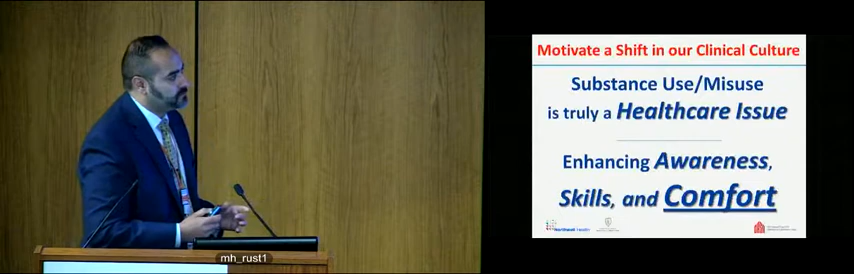 Motivate a Shift in our Clinical Culture
Substance Use/Misuse
is truly a Healthcare Issue
Enhancing Awareness,
Skills, and Comfort
Northwell Health
mh_rust1